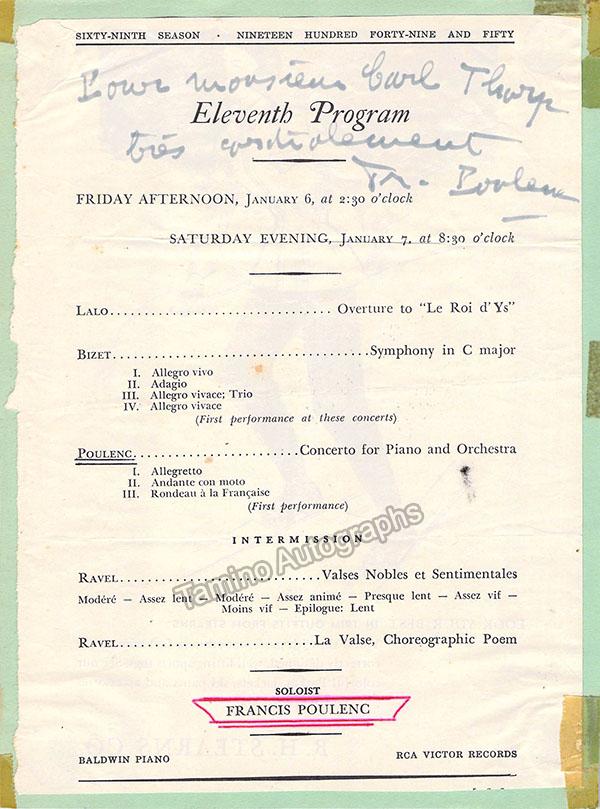 SIXTY-NINTH SEASON · NINETEEN HUNDRED FORTY-NINE AND FIFTY
Pour monsieur Carl Tharp
Eleventh Program
très cordialement
Fr. Poulenc
FRIDAY AFTERNOON, JANUARY 6, at 2:30 o'clock
SATURDAY EVENING, JANUARY 7, at 8:30 o'clock
LALO................................ Overture to "Le Roi d'Ys"
BIZET.....................................Symphony in C major
I. Allegro vivo
II. Adagio
III. Allegro vivace; Trio
IV. Allegro vivace
(First performance at these concerts)
POULENC........................Concerto for Piano and Orchestra
I. Allegretto
II. Andante con moto
III. Rondeau à la Française
(First performance)
INTERMISSION
RAVEL.............................Valses Nobles et Sentimentales
Modéré — Assez lent — Modéré — Assez animé — Presque lent — Assez vif —
Moins vif — Epilogue: Lent
RAVEL............................La Valse, Choreographic Poem
SOLOIST
FRANCIS POULENC
BALDWIN PIANO RCA VICTOR RECORDS
Tamino Autographs
R. H. STEARNS CO.